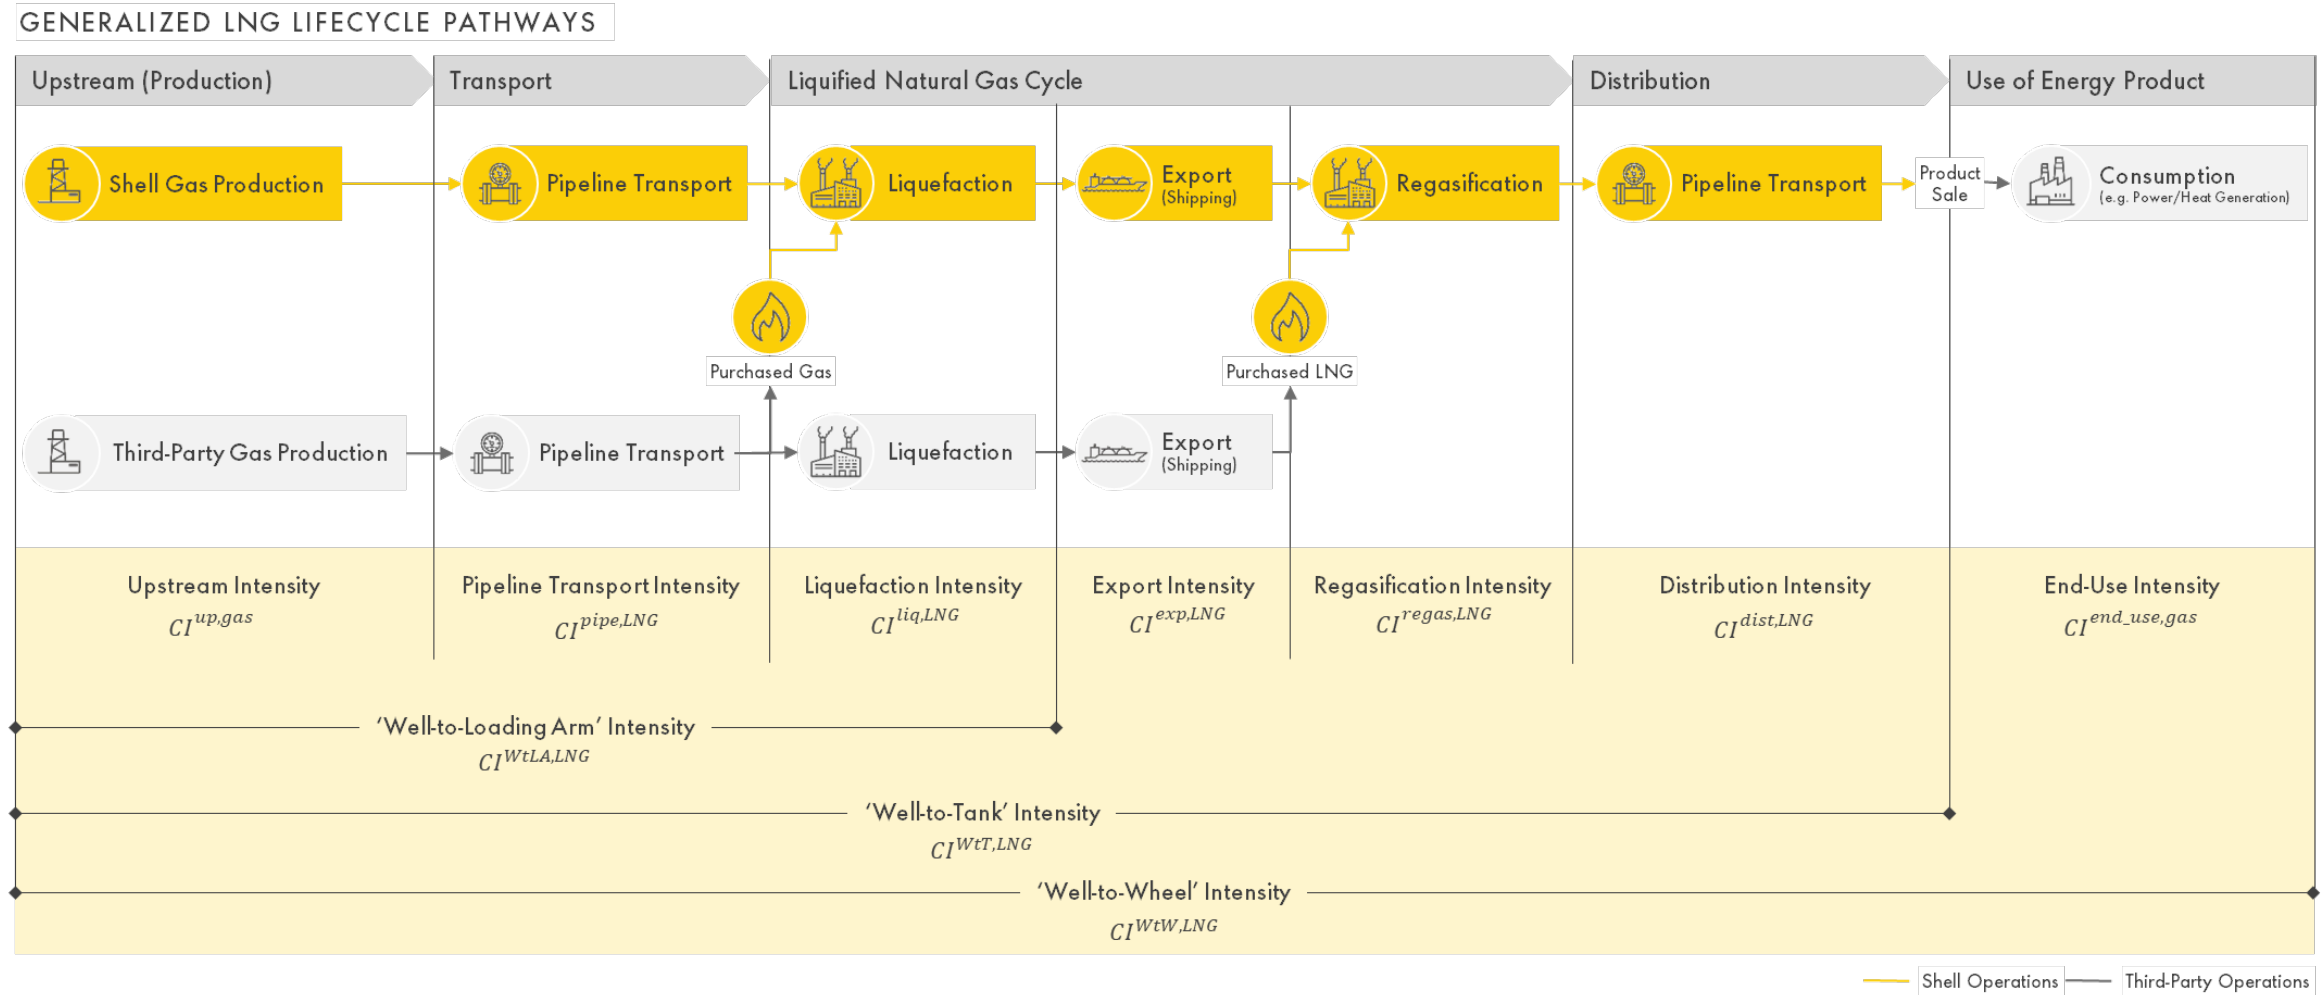 GENERALIZED LNG LIFECYCLE PATHWAYS
Upstream (Production)
Transport
Liquified Natural Gas Cycle
Distribution
Use of Energy Product
Shell Gas Production
Pipeline Transport
Liquefaction
Export
(Shipping)
Regasification
Pipeline Transport
Product
Sale
Consumption
(e.g. Power/Heat Generation)
Purchased Gas
Purchased LNG
Third-Party Gas Production
Pipeline Transport
Liquefaction
Export
(Shipping)
Upstream Intensity
CI^up,gas
Pipeline Transport Intensity
CI^pipe,LNG
Liquefaction Intensity
CI^liq,LNG
Export Intensity
CI^exp,LNG
Regasification Intensity
CI^regas,LNG
Distribution Intensity
CI^dist,LNG
End-Use Intensity
CI^end_use,gas
‘Well-to-Loading Arm’ Intensity
CI^WtLA,LNG
‘Well-to-Tank’ Intensity
CI^WtT,LNG
‘Well-to-Wheel’ Intensity
CI^WtW,LNG
Shell Operations
Third-Party Operations